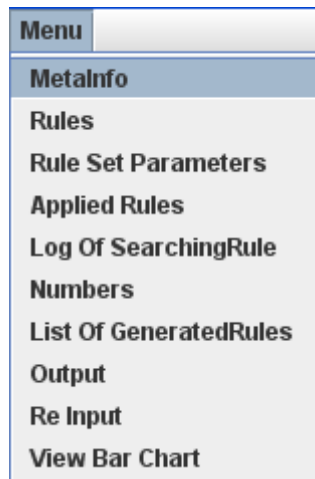 Menu
MetaInfo
Rules
Rule Set Parameters
Applied Rules
Log Of SearchingRule
Numbers
List Of GeneratedRules
Output
Re Input
View Bar Chart